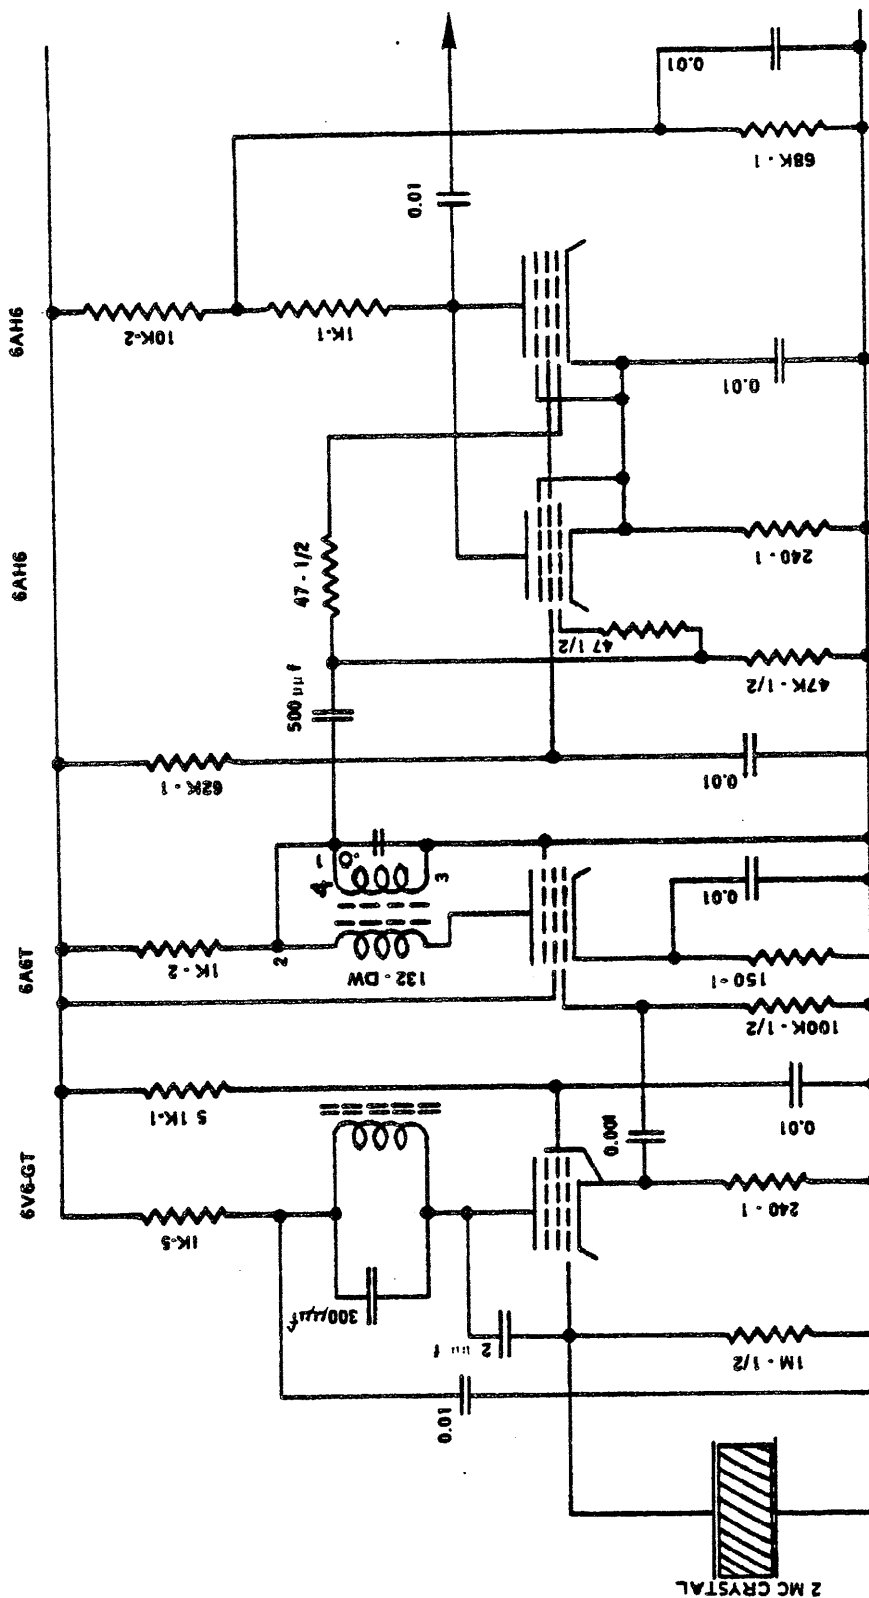 6V6-GT
6A6T
6AH6
6AH6
1K-5
5 1K-1
1K-2
62K-1
10K-2
1K-1
300μμf
2 μμf
0.01
132-DW
2
1
4
3
0.
500 μμf
47-1/2
47 1/2
0.01
0.01
2 MC CRYSTAL
1M-1/2
240-1
0.001
0.01
100K-1/2
150-1
0.01
0.01
47K-1/2
240-1
0.01
68K-1